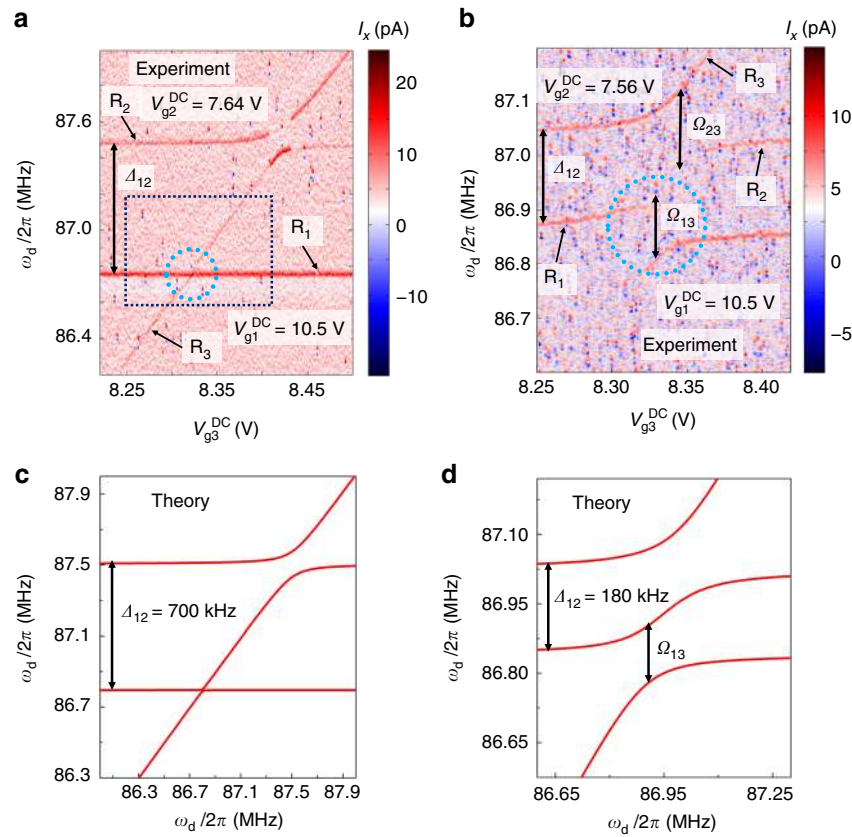 a
I_x (pA)
Experiment
V_g2^DC = 7.64 V
R_2
Δ_12
R_1
V_g1^DC = 10.5 V
R_3
87.6
87.0
86.4
ω_d/2π (MHz)
8.25 8.35 8.45
V_g3^DC (V)
20
10
0
−10
b
I_x (pA)
V_g2^DC = 7.56 V
R_3
Ω_23
Δ_12
R_2
Ω_13
R_1
V_g1^DC = 10.5 V
Experiment
87.1
87.0
86.9
86.8
86.7
ω_d/2π (MHz)
8.25 8.30 8.35 8.40
V_g3^DC (V)
10
5
0
−5
c
Theory
Δ_12 = 700 kHz
87.9
87.5
87.1
86.7
86.3
ω_d/2π (MHz)
86.3 86.7 87.1 87.5 87.9
ω_d/2π (MHz)
d
Theory
Δ_12 = 180 kHz
Ω_13
87.10
86.95
86.80
86.65
ω_d/2π (MHz)
86.65 86.95 87.25
ω_d/2π (MHz)